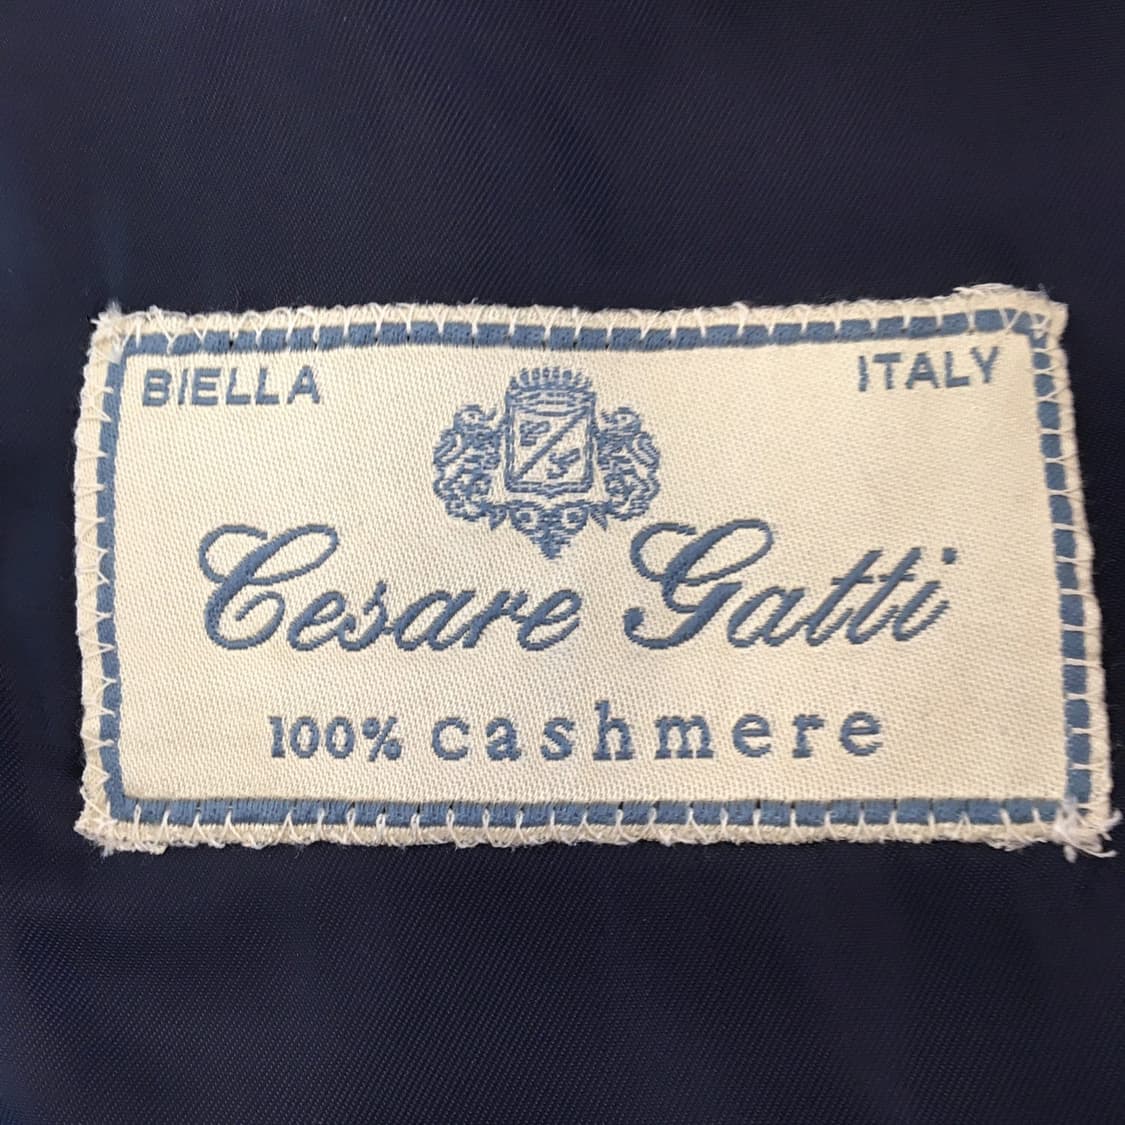 BIELLA ITALY
Cesare Gatti
100% cashmere